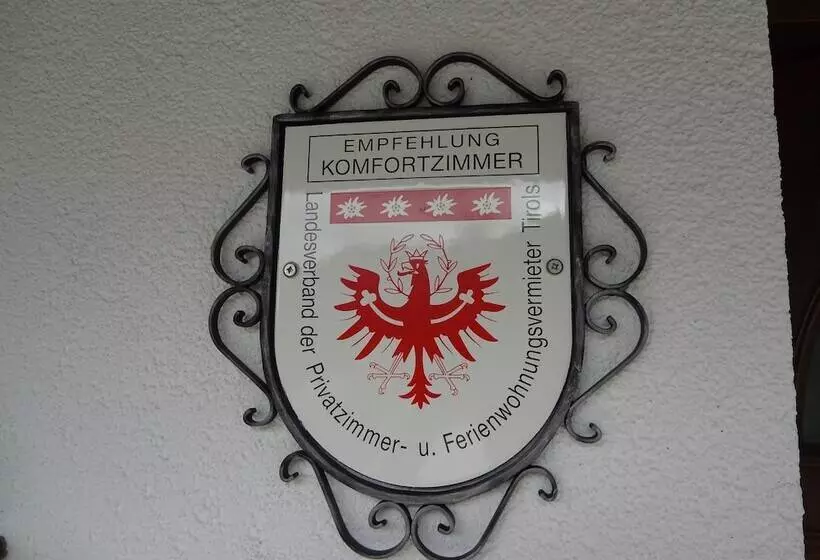 EMPFEHLUNG
KOMFORTZIMMER
Landesverband der Privatzimmer- u. Ferienwohnungsvermieter Tirols